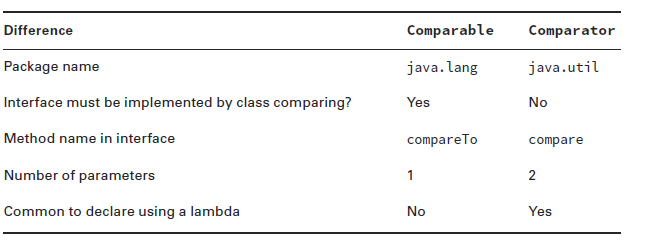 Difference Comparable Comparator
Package name java.lang java.util
Interface must be implemented by class comparing? Yes No
Method name in interface compareTo compare
Number of parameters 1 2
Common to declare using a lambda No Yes